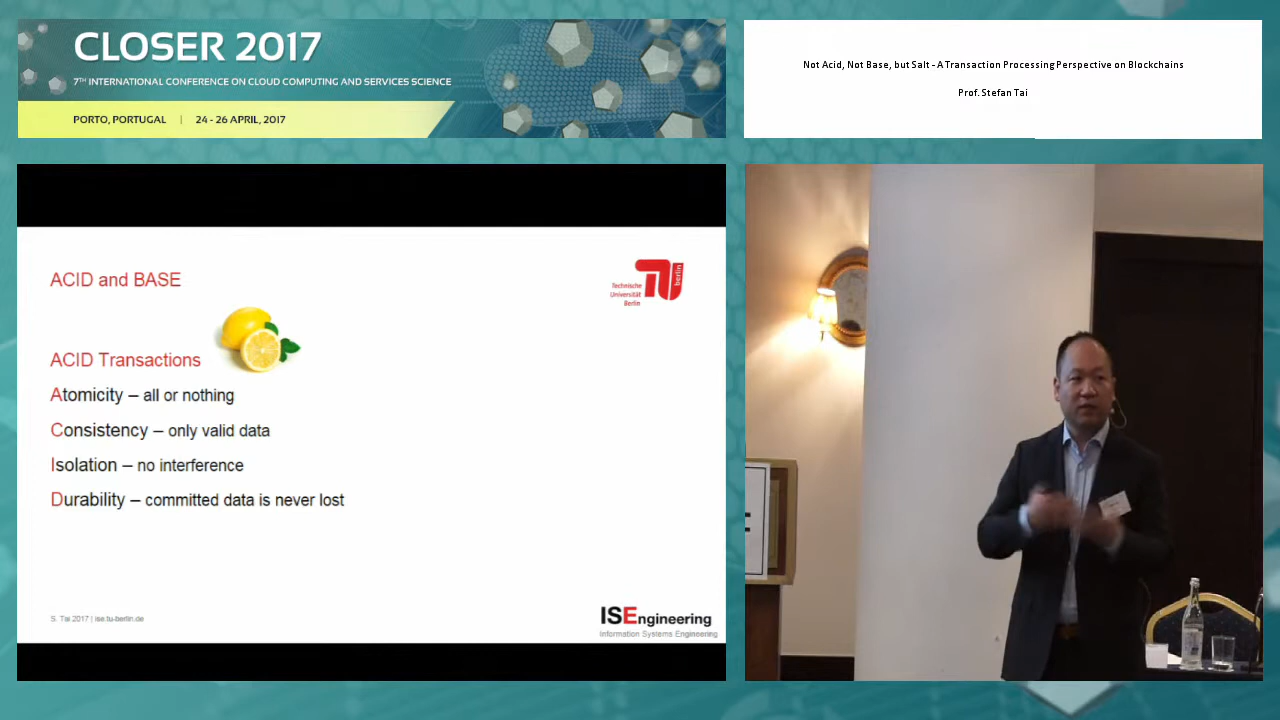 CLOSER 2017
7TH INTERNATIONAL CONFERENCE ON CLOUD COMPUTING AND SERVICES SCIENCE
PORTO, PORTUGAL | 24 - 26 APRIL, 2017
Not Acid, Not Base, but Salt - A Transaction Processing Perspective on Blockchains
Prof. Stefan Tai
ACID and BASE
Technische
Universität
Berlin
berlin
ACID Transactions
Atomicity – all or nothing
Consistency – only valid data
Isolation – no interference
Durability – committed data is never lost
S. Tai 2017 | ise.tu-berlin.de
ISEngineering
Information Systems Engineering